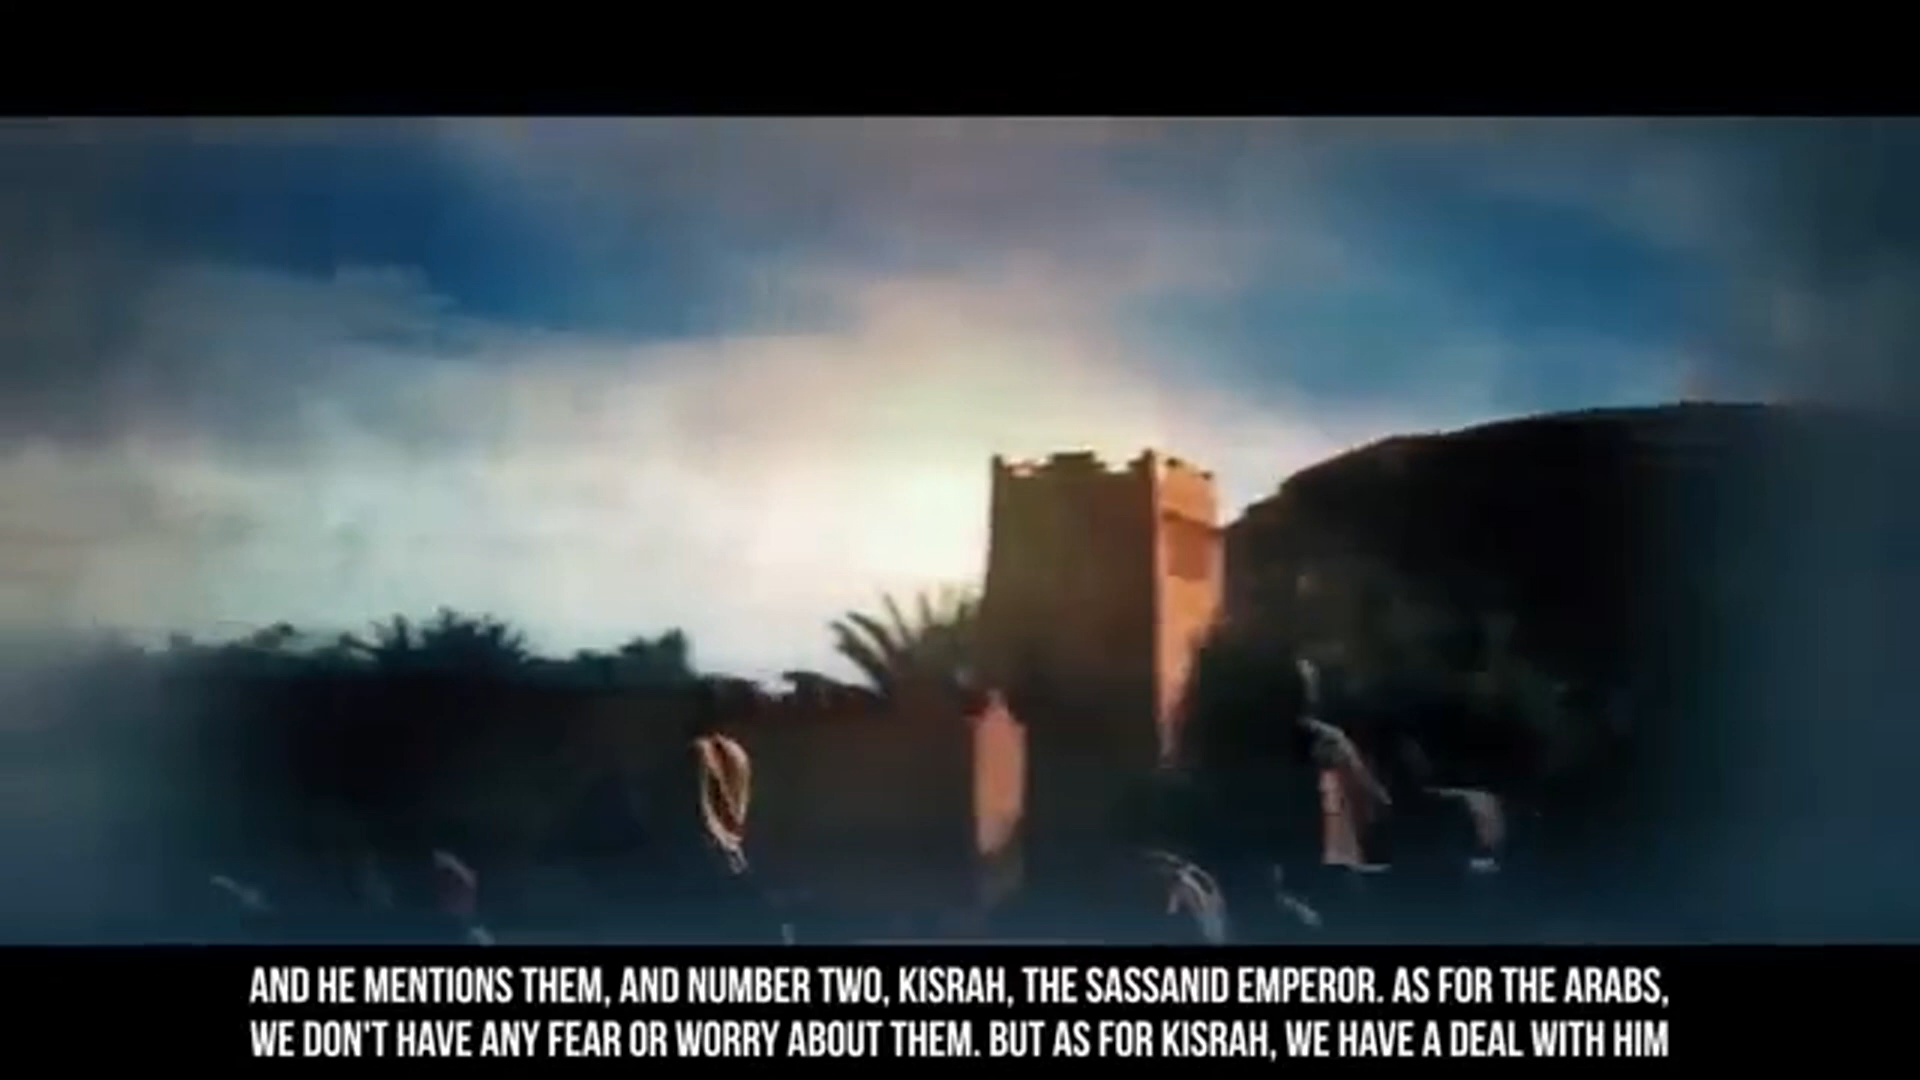 AND HE MENTIONS THEM, AND NUMBER TWO, KISRAH, THE SASSANID EMPEROR. AS FOR THE ARABS,
WE DON'T HAVE ANY FEAR OR WORRY ABOUT THEM. BUT AS FOR KISRAH, WE HAVE A DEAL WITH HIM